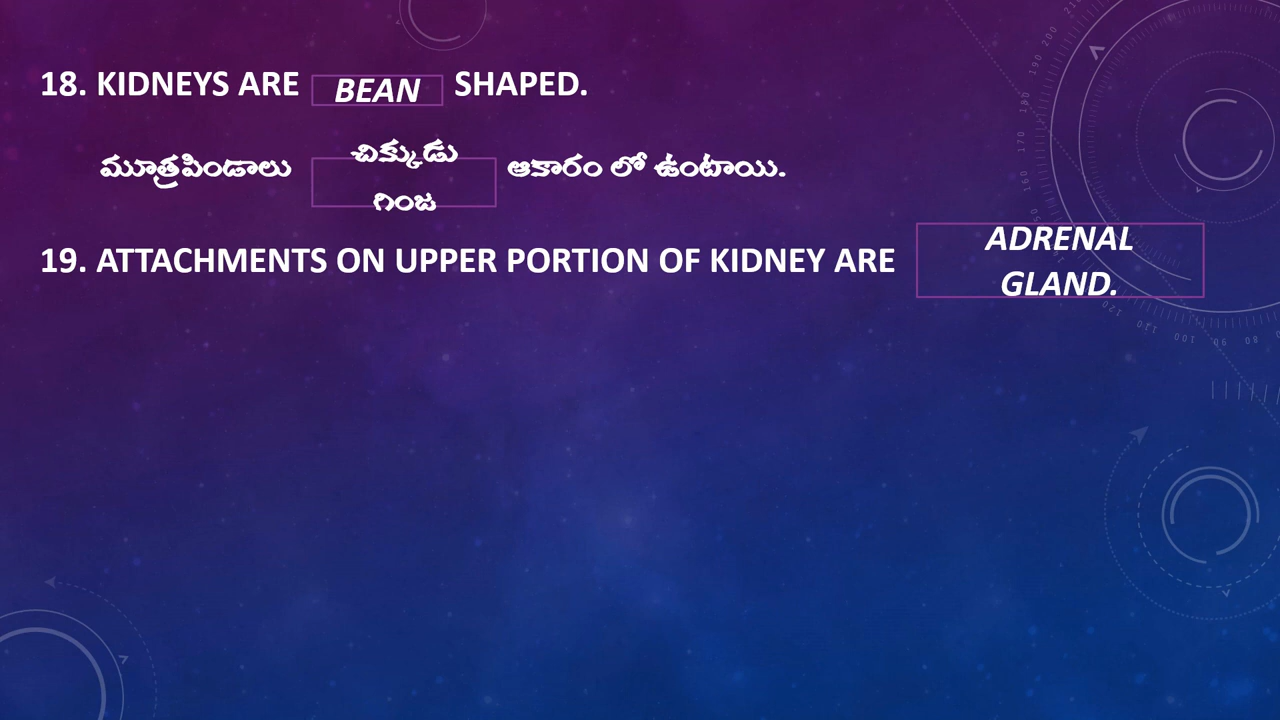 18. KIDNEYS ARE BEAN SHAPED.
మూత్రపిండాలు చిక్కుడు గింజ ఆకారం లో ఉంటాయి.
19. ATTACHMENTS ON UPPER PORTION OF KIDNEY ARE ADRENAL GLAND.